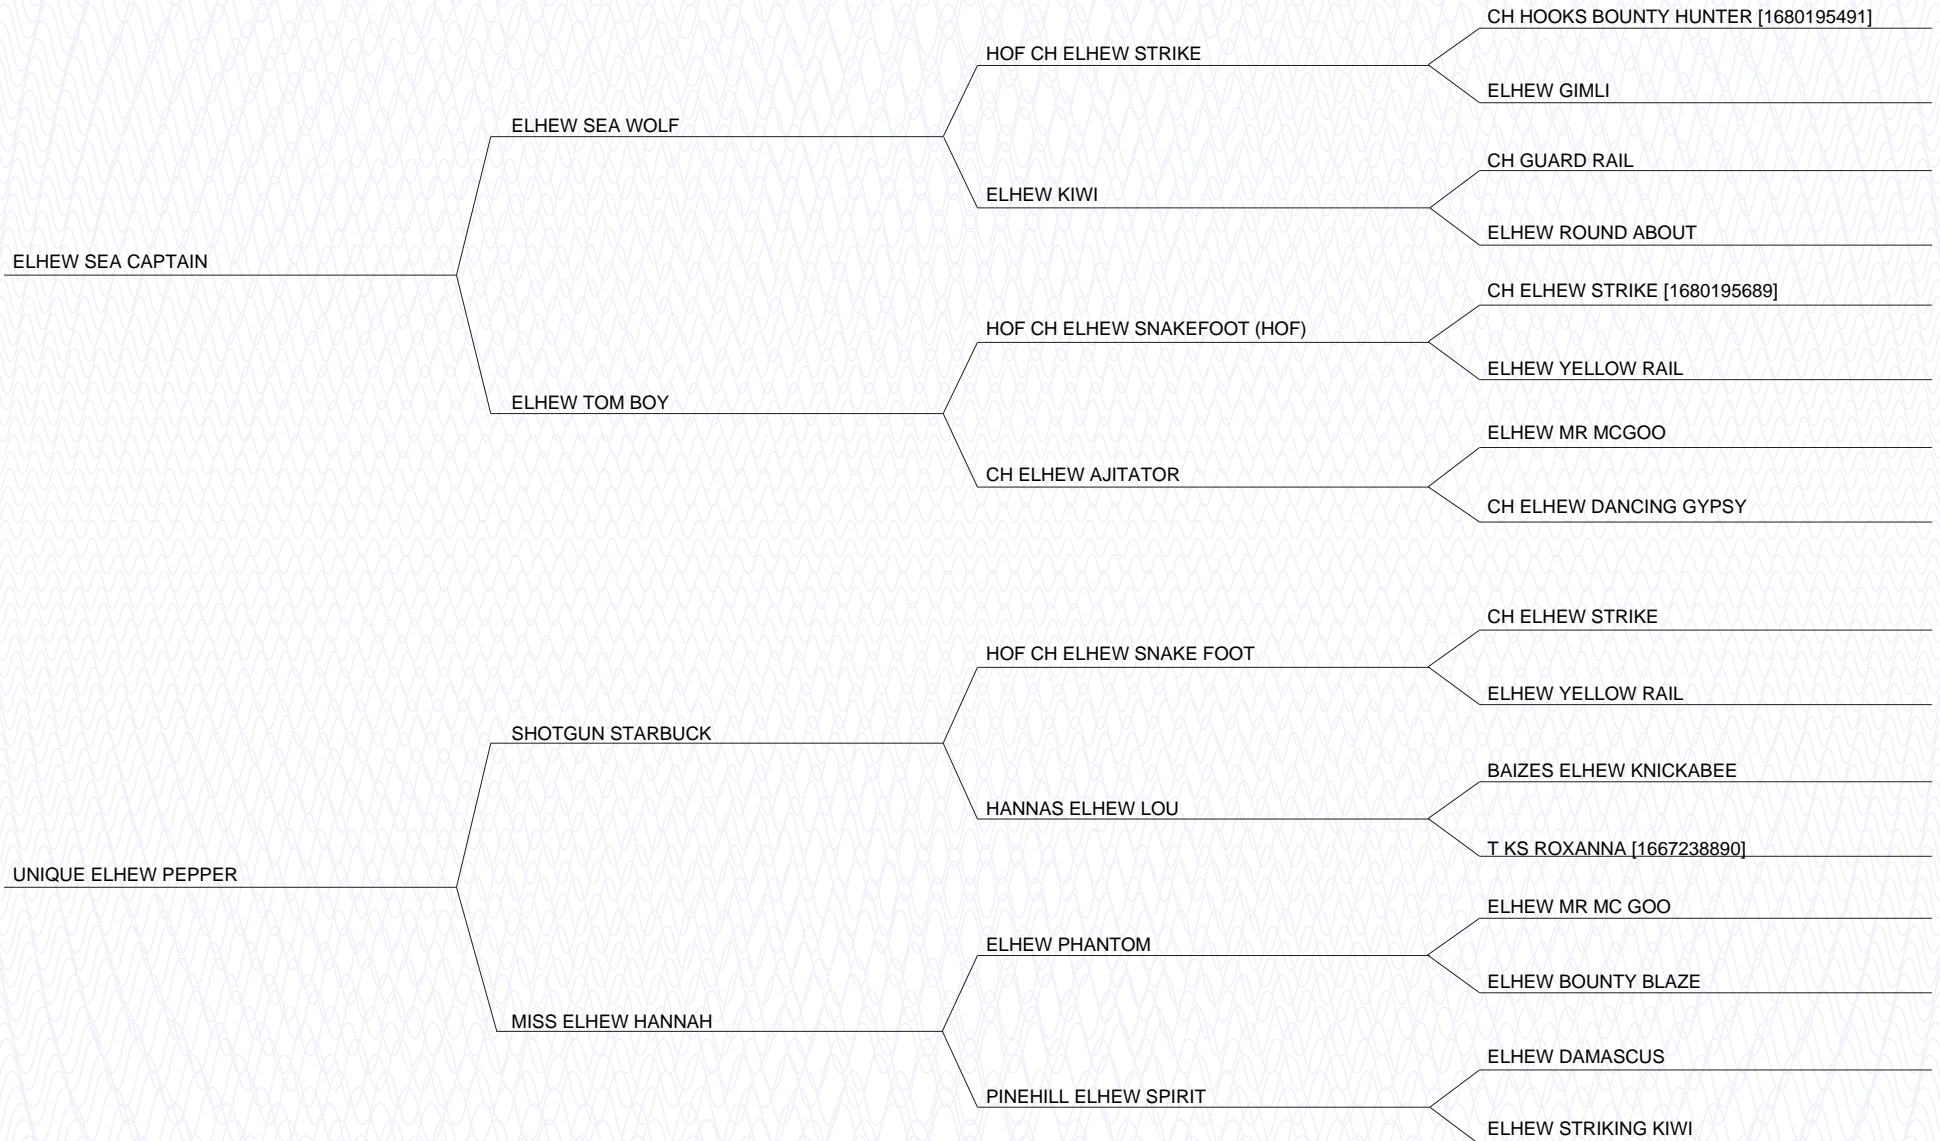 CH HOOKS BOUNTY HUNTER [1680195491]
HOF CH ELHEW STRIKE
ELHEW GIMLI
ELHEW SEA WOLF
CH GUARD RAIL
ELHEW KIWI
ELHEW ROUND ABOUT
ELHEW SEA CAPTAIN
CH ELHEW STRIKE [1680195689]
HOF CH ELHEW SNAKEFOOT (HOF)
ELHEW YELLOW RAIL
ELHEW TOM BOY
ELHEW MR MCGOO
CH ELHEW AJITATOR
CH ELHEW DANCING GYPSY
CH ELHEW STRIKE
HOF CH ELHEW SNAKE FOOT
ELHEW YELLOW RAIL
SHOTGUN STARBUCK
BAIZES ELHEW KNICKABEE
HANNAS ELHEW LOU
T KS ROXANNA [1667238890]
UNIQUE ELHEW PEPPER
ELHEW MR MC GOO
ELHEW PHANTOM
ELHEW BOUNTY BLAZE
MISS ELHEW HANNAH
ELHEW DAMASCUS
PINEHILL ELHEW SPIRIT
ELHEW STRIKING KIWI